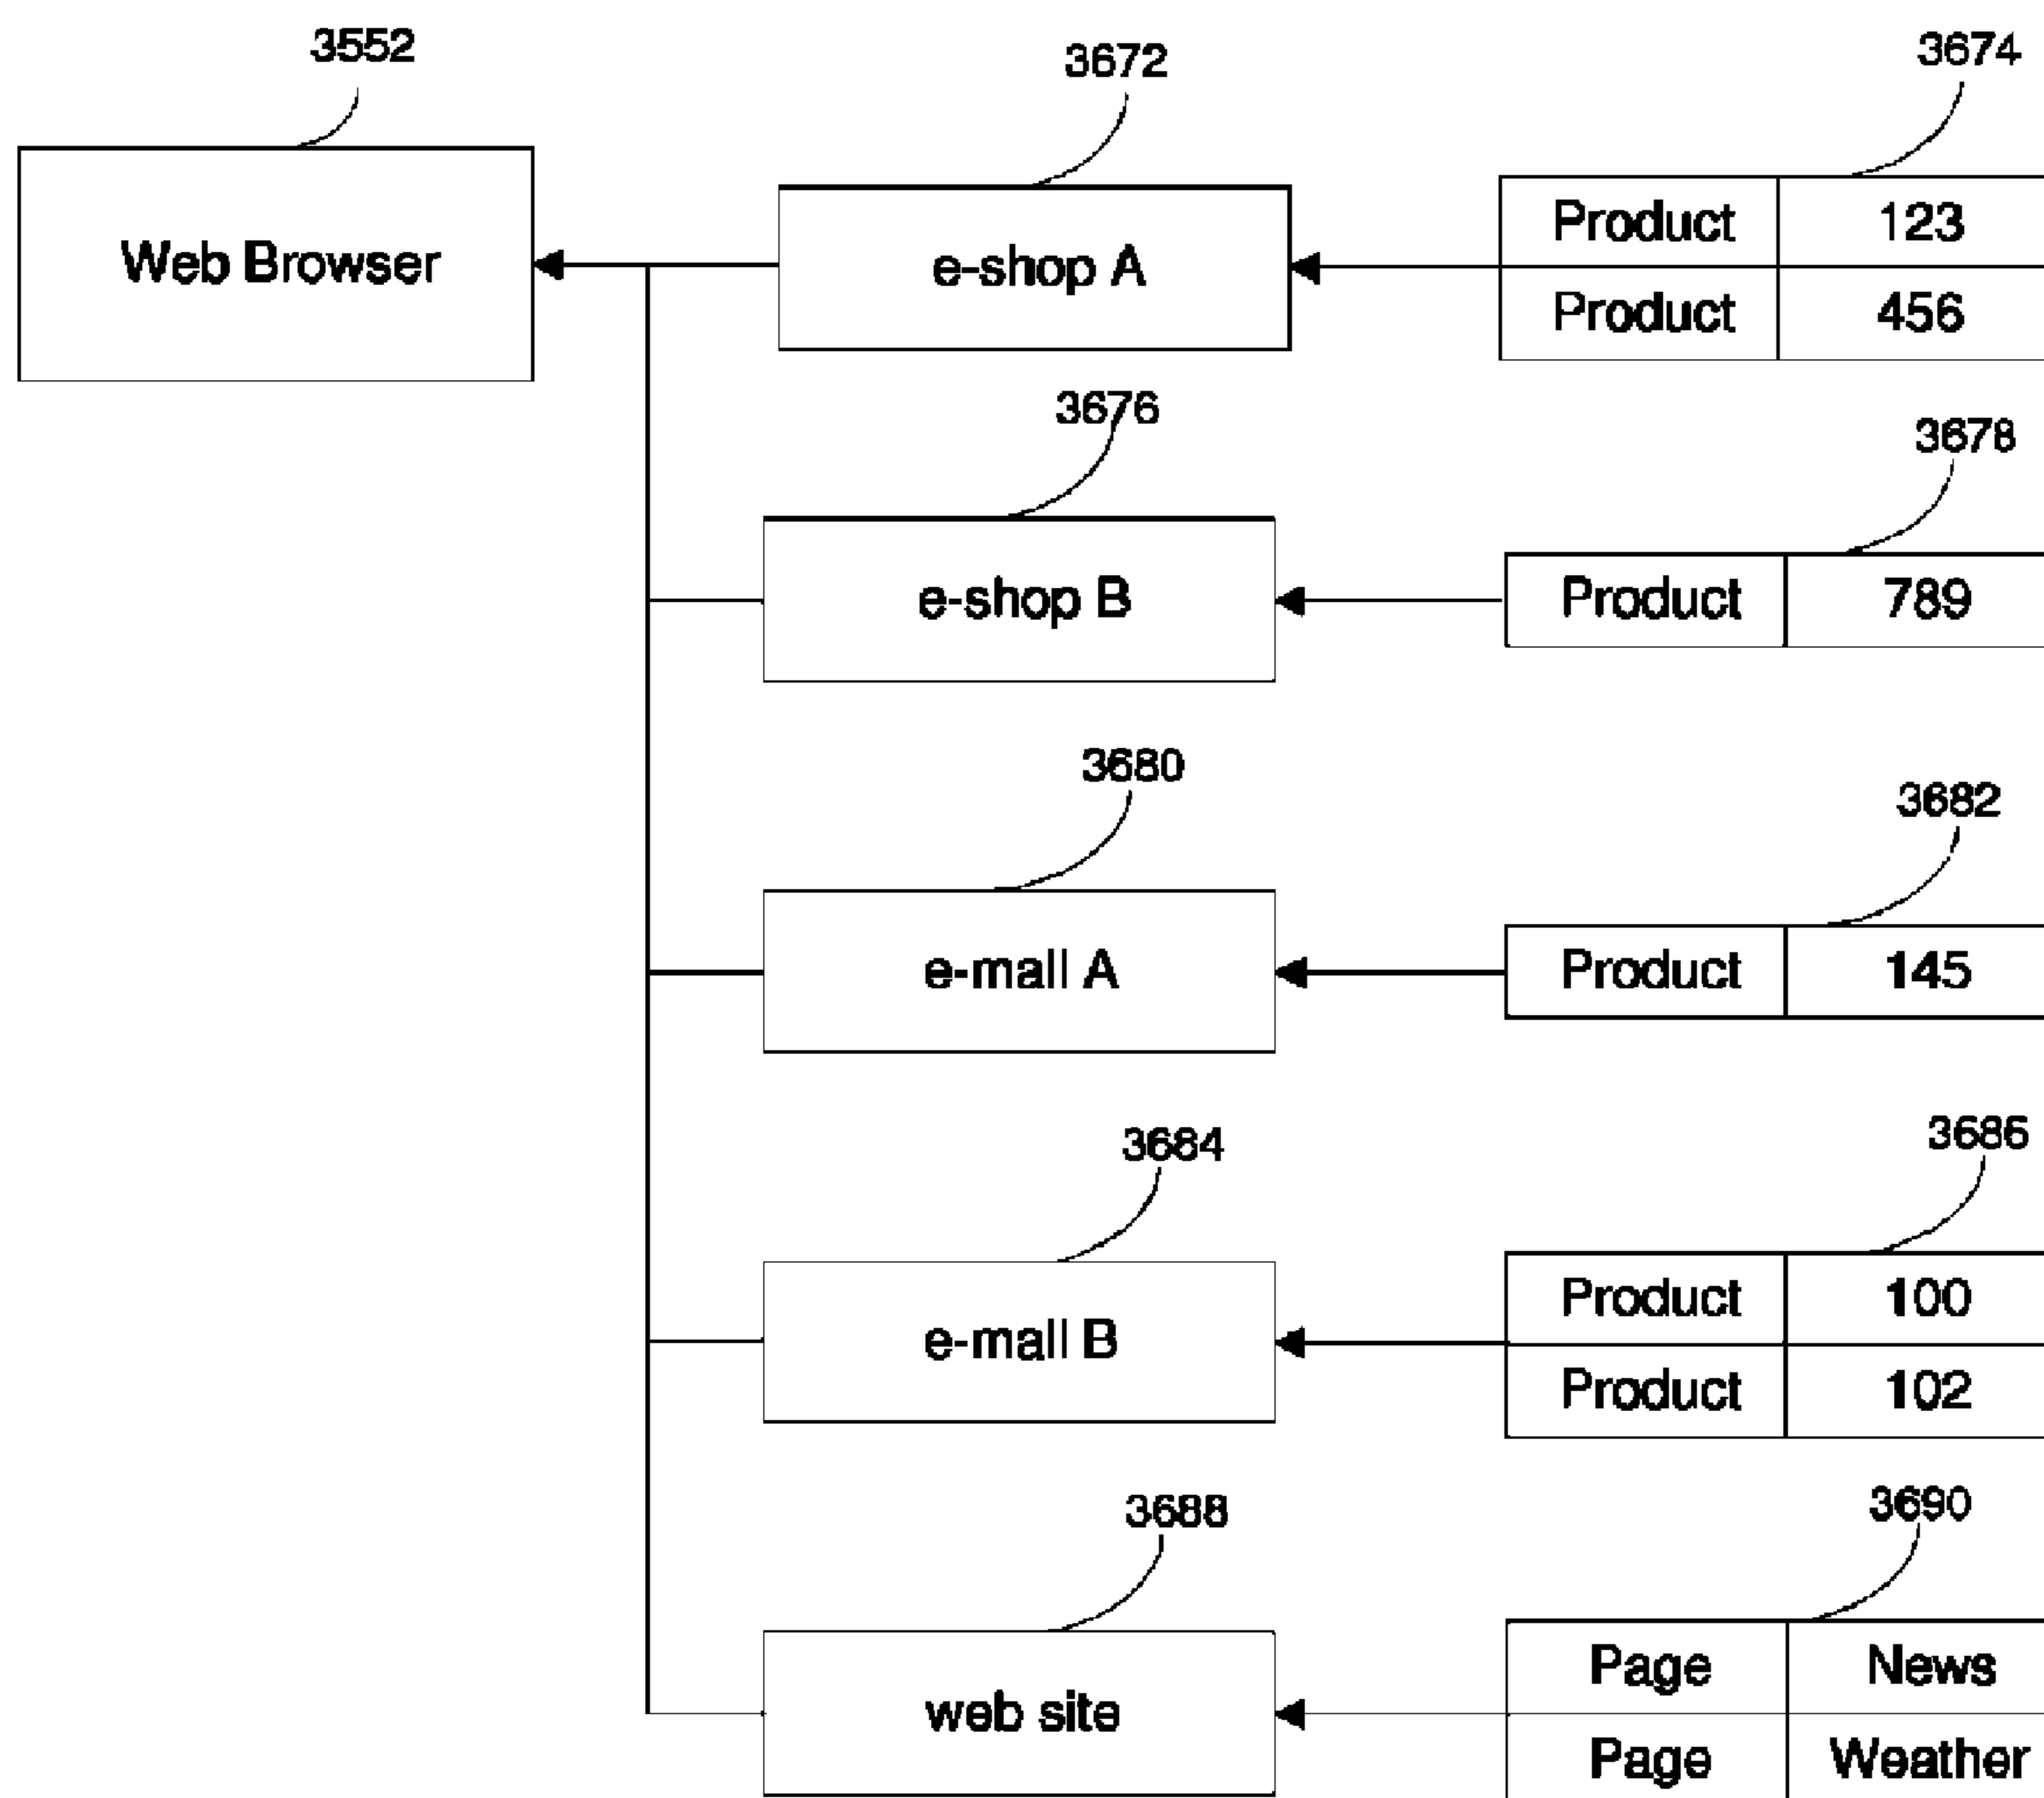 3552
3672
3674
Web Browser
e-shop A
Product 123
Product 456
3676
3678
e-shop B
Product 789
3680
3682
e-mall A
Product 145
3684
3686
e-mall B
Product 100
Product 102
3688
3690
web site
Page News
Page Weather